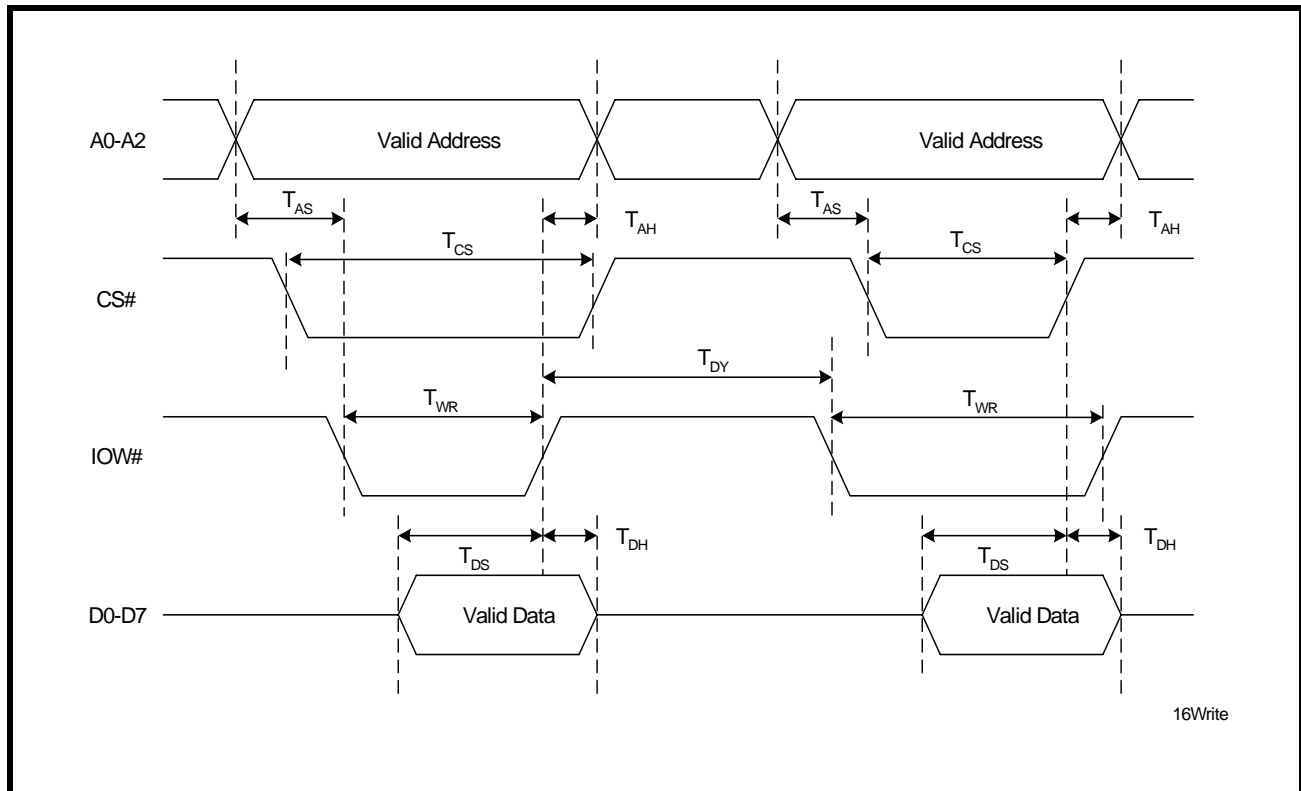 A0-A2
Valid Address
Valid Address
TAS
TAH
TAS
TAH
TCS
TCS
CS#
TDY
TWR
TWR
IOW#
TDS
TDH
TDS
TDH
D0-D7
Valid Data
Valid Data
16Write